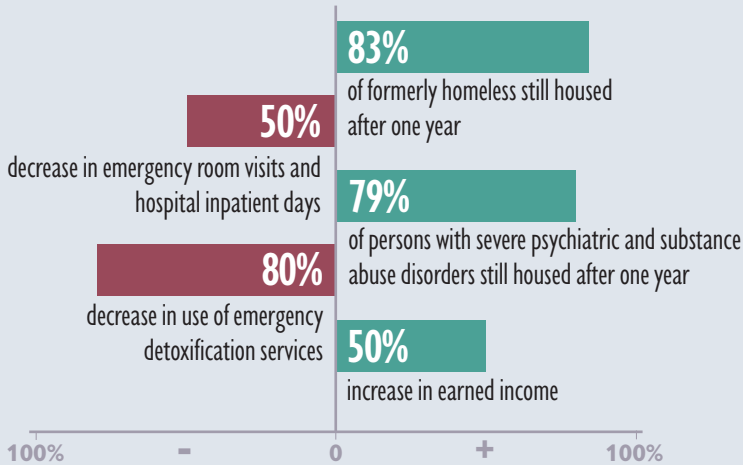 83%
of formerly homeless still housed
after one year
50%
decrease in emergency room visits and
hospital inpatient days
79%
of persons with severe psychiatric and substance
abuse disorders still housed after one year
80%
decrease in use of emergency
detoxification services
50%
increase in earned income
100% - 0 + 100%